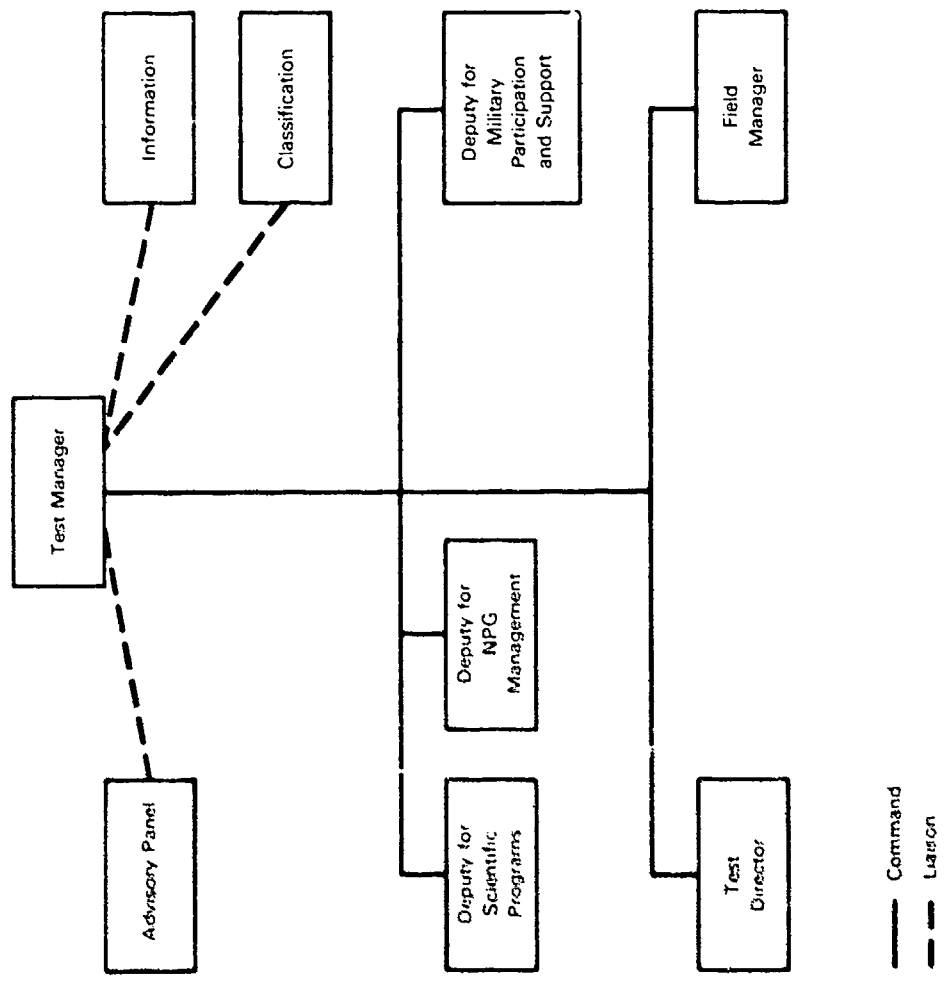 Test Manager
Advisory Panel
Information
Classification
Deputy for
Scientific
Programs
Deputy for
NPG
Management
Deputy for
Military
Participation
and Support
Test
Director
Field
Manager
Command
Liaison